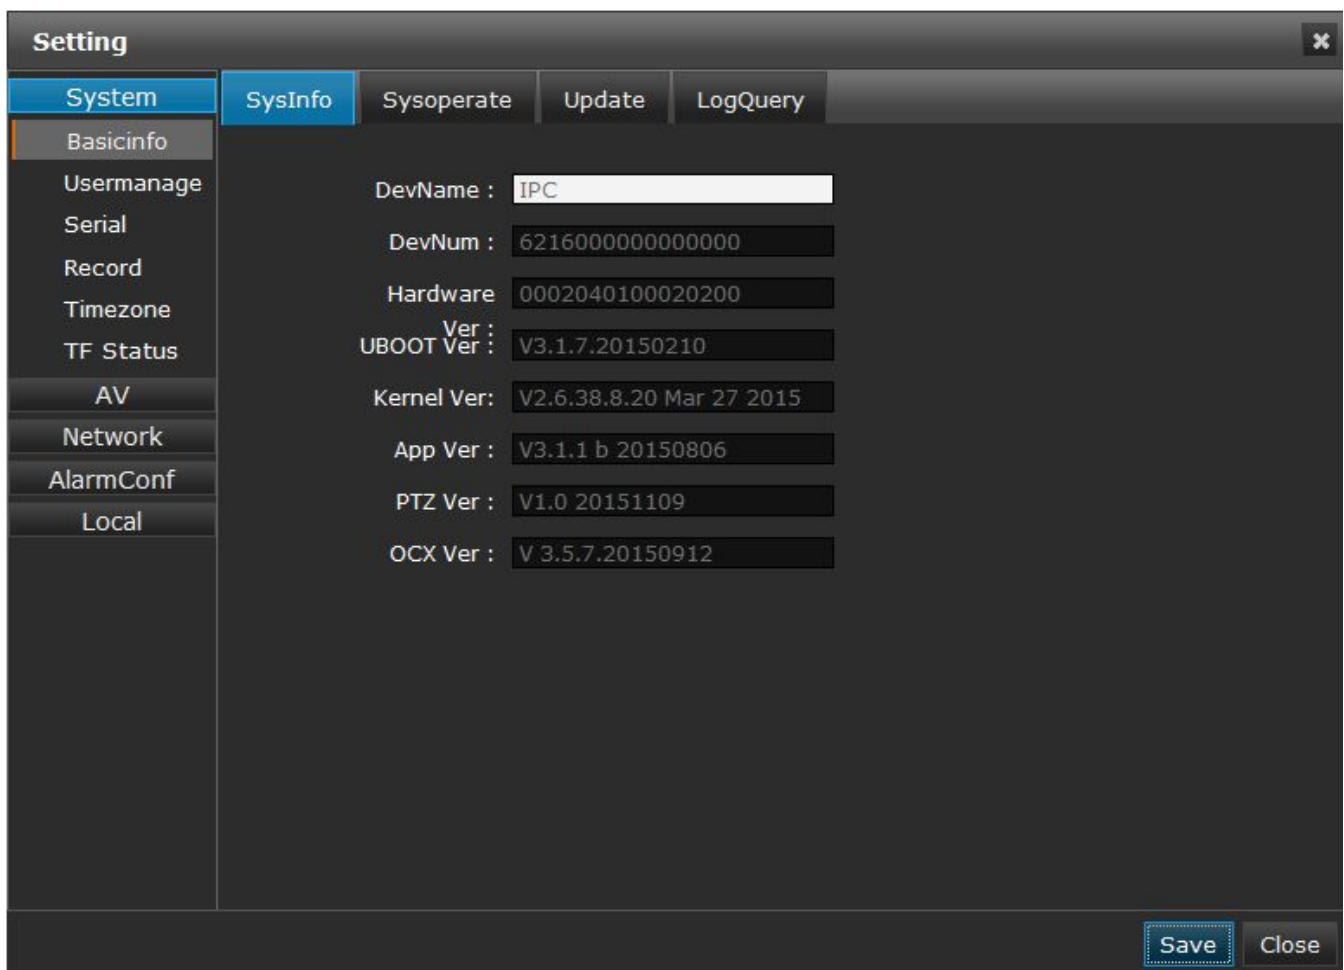 Setting
System
SysInfo
Sysoperate
Update
LogQuery
Basicinfo
Usermanage
Serial
Record
Timezone
TF Status
AV
Network
AlarmConf
Local
DevName : IPC
DevNum : 6216000000000000
Hardware Ver : 0002040100020200
UBOOT Ver : V3.1.7.20150210
Kernel Ver: V2.6.38.8.20 Mar 27 2015
App Ver : V3.1.1 b 20150806
PTZ Ver : V1.0 20151109
OCX Ver : V 3.5.7.20150912
Save
Close